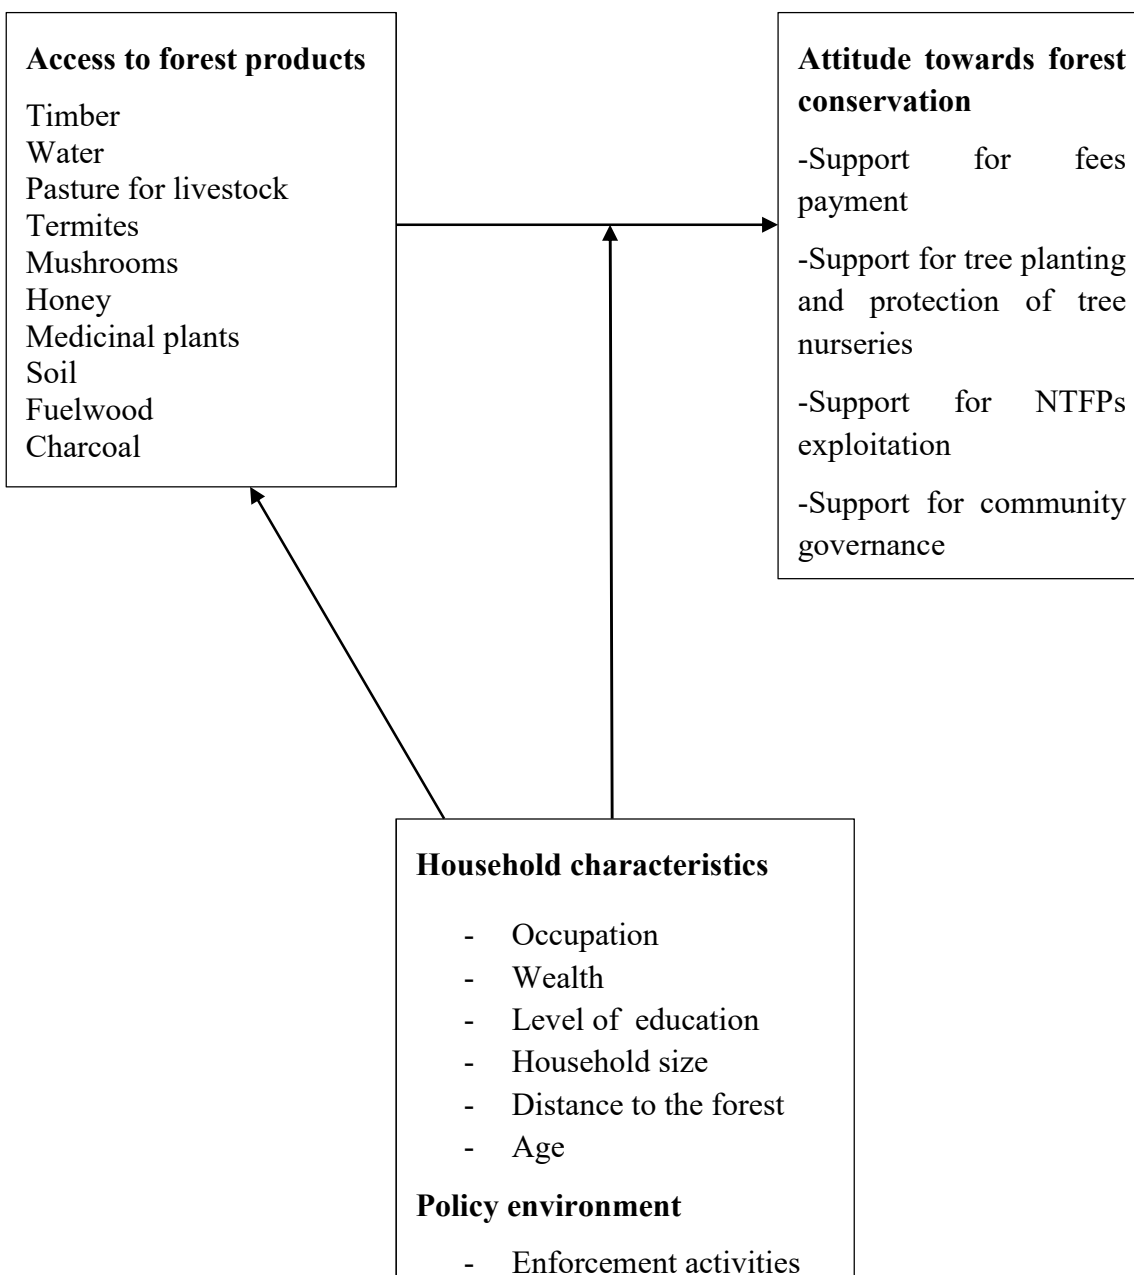 Access to forest products
Timber
Water
Pasture for livestock
Termites
Mushrooms
Honey
Medicinal plants
Soil
Fuelwood
Charcoal
Attitude towards forest
conservation
-Support for fees
payment
-Support for tree planting
and protection of tree
nurseries
-Support for NTFPs
exploitation
-Support for community
governance
Household characteristics
- Occupation
- Wealth
- Level of education
- Household size
- Distance to the forest
- Age
Policy environment
- Enforcement activities